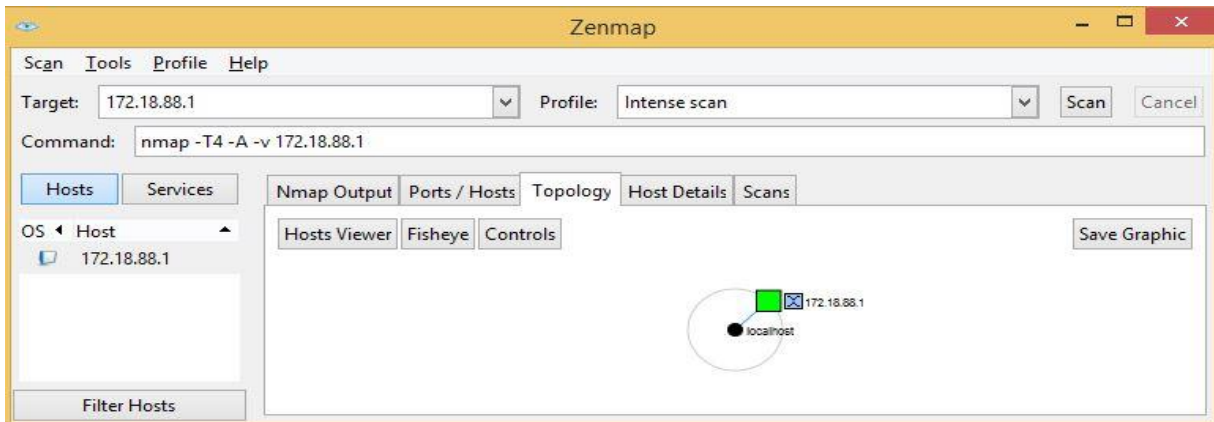 Zenmap
Scan Tools Profile Help
Target: 172.18.88.1 Profile: Intense scan Scan Cancel
Command: nmap -T4 -A -v 172.18.88.1
Hosts Services Nmap Output Ports / Hosts Topology Host Details Scans
OS Host Hosts Viewer Fisheye Controls Save Graphic
172.18.88.1
172.18.88.1
localhost
Filter Hosts